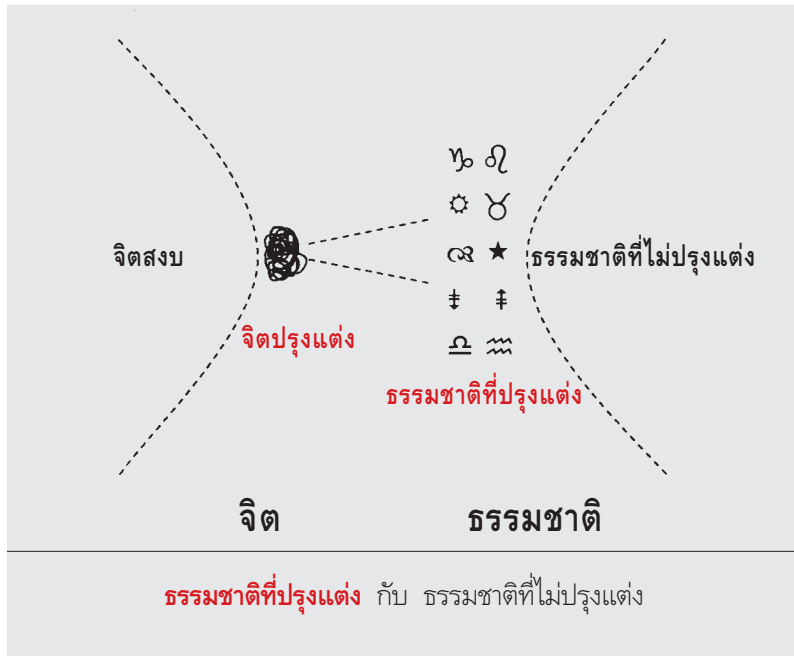 จิตสงบ
จิตปรุงแต่ง
ธรรมชาติที่ไม่ปรุงแต่ง
ธรรมชาติที่ปรุงแต่ง
จิต ธรรมชาติ
ธรรมชาติที่ปรุงแต่ง กับ ธรรมชาติที่ไม่ปรุงแต่ง